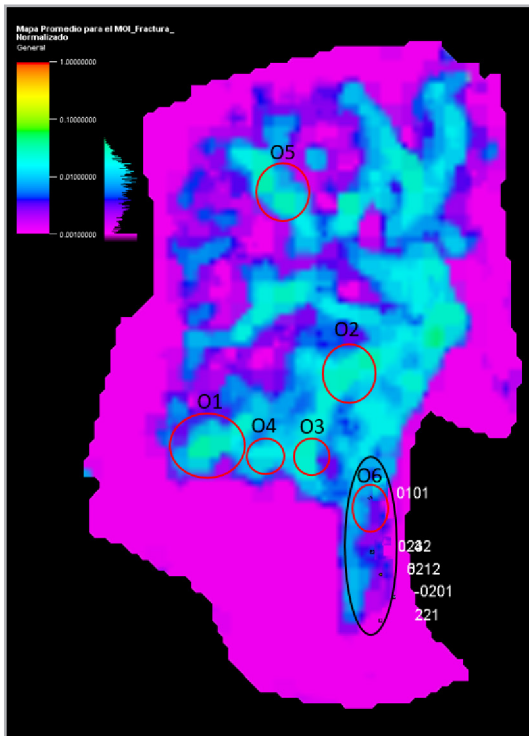 Mapa Promedio para el MOI_Fractura_
Normalizado
General
1.00000000
0.10000000
0.01000000
0.00100000
O5
O2
O1
O4
O3
O6
0101
-0201
221